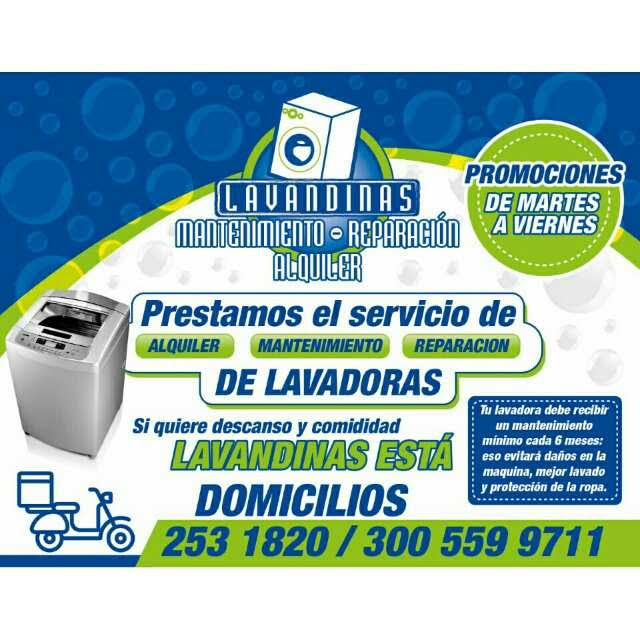 LAVANDINAS
MANTENIMIENTO - REPARACIÓN
ALQUILER
PROMOCIONES
DE MARTES
A VIERNES
Prestamos el servicio de
ALQUILER MANTENIMIENTO REPARACION
DE LAVADORAS
Si quiere descanso y comididad
LAVANDINAS ESTÁ
Tu lavadora debe recibir
un mantenimiento
mínimo cada 6 meses:
eso evitará daños en la
maquina, mejor lavado
y protección de la ropa.
DOMICILIOS
253 1820 / 300 559 9711